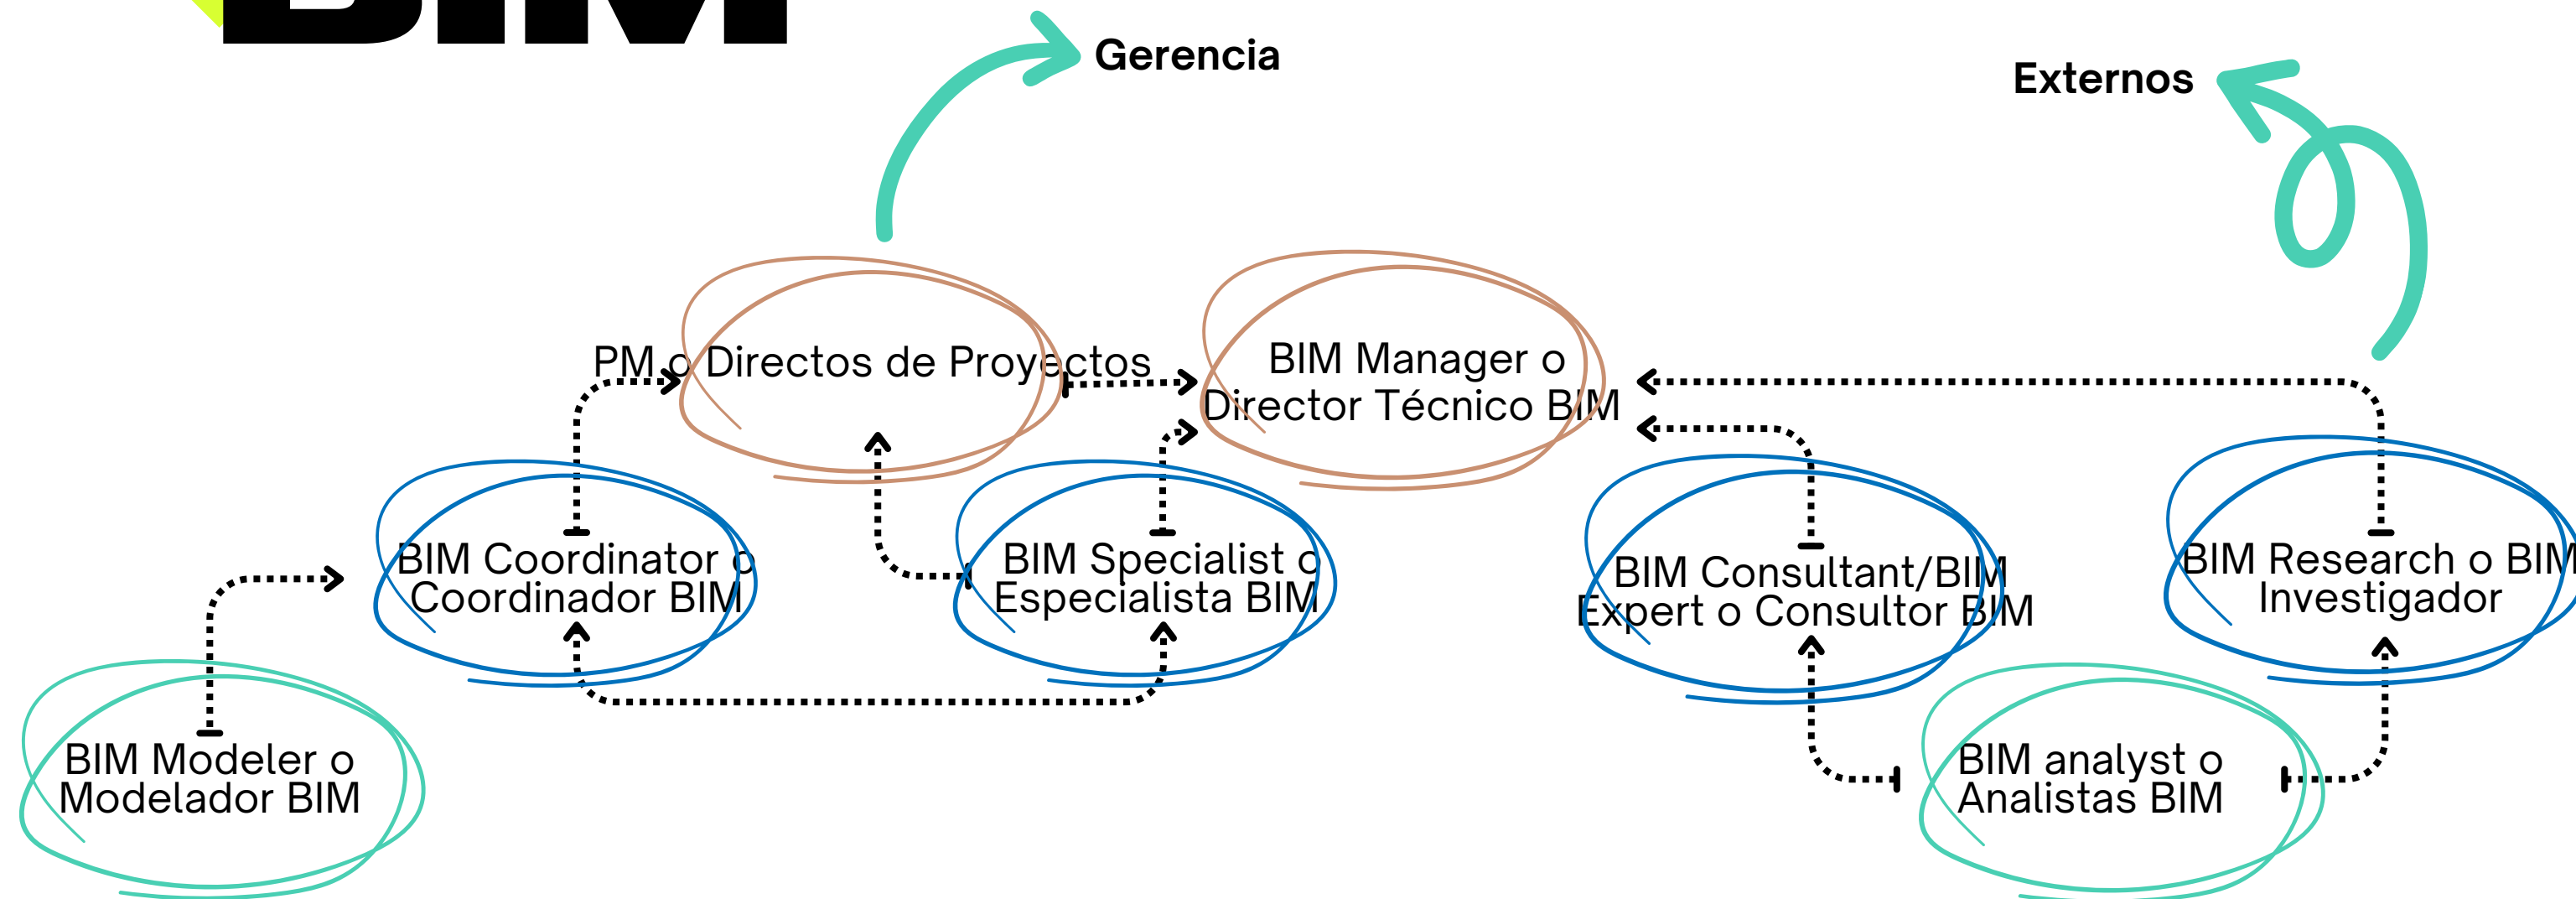 BIM
Gerencia
Externos
PM o Directos de Proyectos
BIM Manager o
Director Técnico BIM
BIM Coordinator o
Coordinador BIM
BIM Specialist o
Especialista BIM
BIM Consultant/BIM
Expert o Consultor BIM
BIM Research o BIM
Investigador
BIM Modeler o
Modelador BIM
BIM analyst o
Analistas BIM